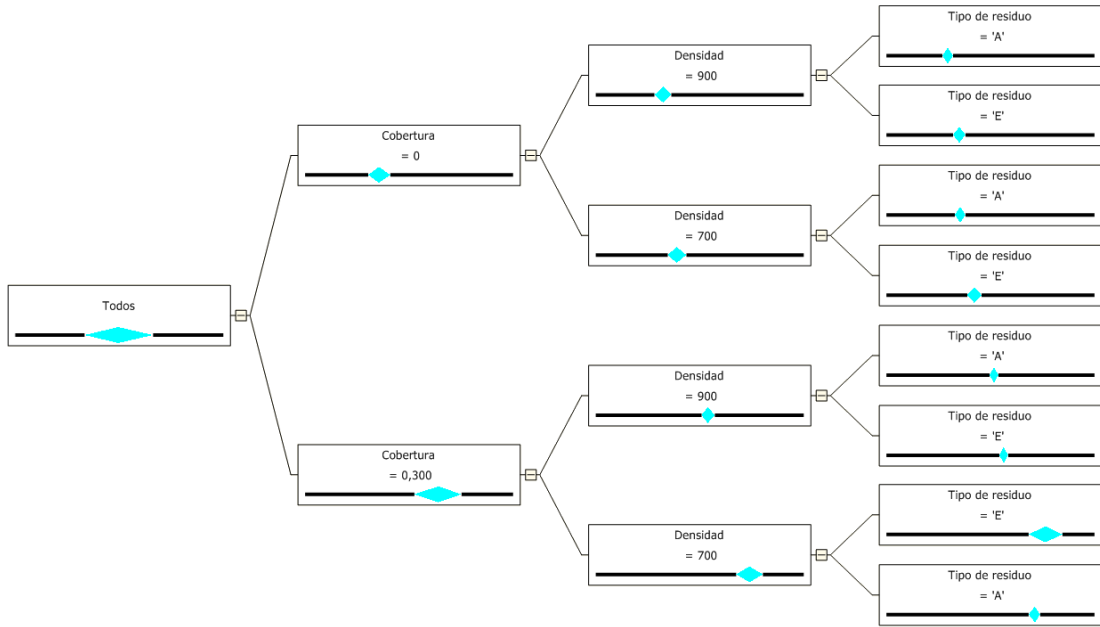 Todos
Cobertura
= 0
Cobertura
= 0,300
Densidad
= 900
Densidad
= 700
Densidad
= 900
Densidad
= 700
Tipo de residuo
= 'A'
Tipo de residuo
= 'E'
Tipo de residuo
= 'A'
Tipo de residuo
= 'E'
Tipo de residuo
= 'A'
Tipo de residuo
= 'E'
Tipo de residuo
= 'E'
Tipo de residuo
= 'A'